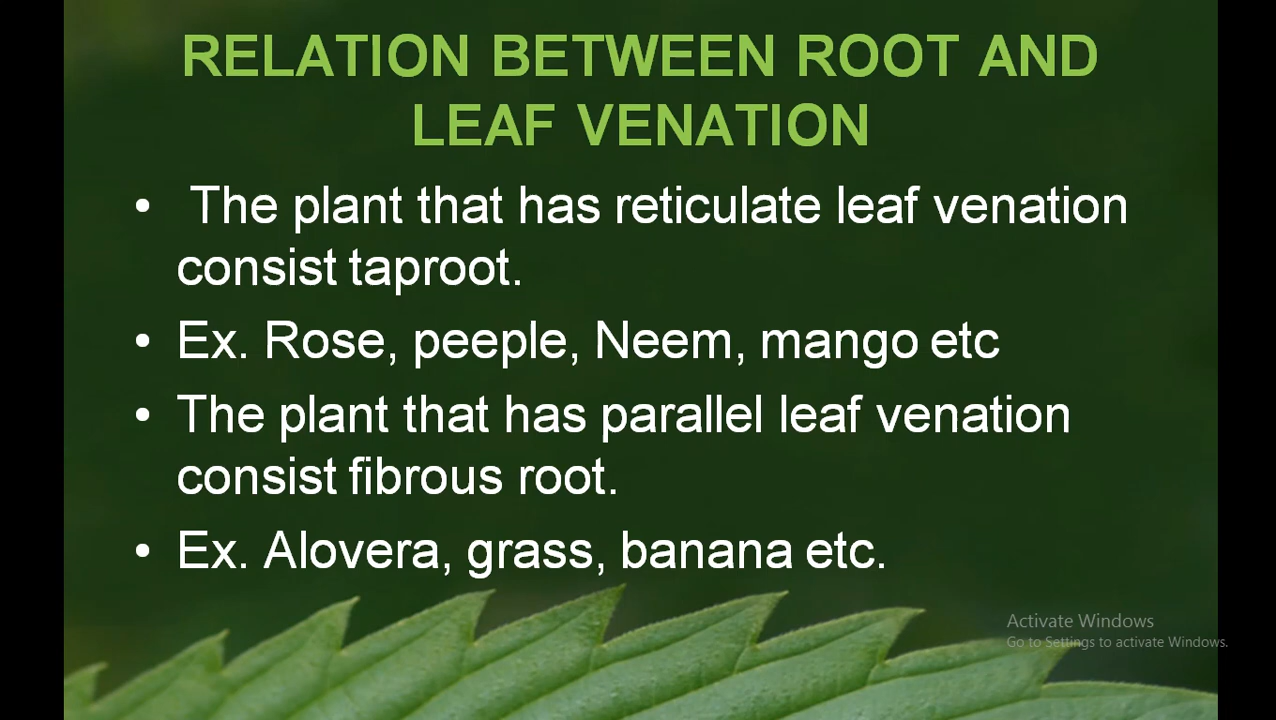 RELATION BETWEEN ROOT AND
LEAF VENATION
• The plant that has reticulate leaf venation
consist taproot.
• Ex. Rose, peeple, Neem, mango etc
• The plant that has parallel leaf venation
consist fibrous root.
• Ex. Alovera, grass, banana etc.
Activate Windows
Go to Settings to activate Windows.